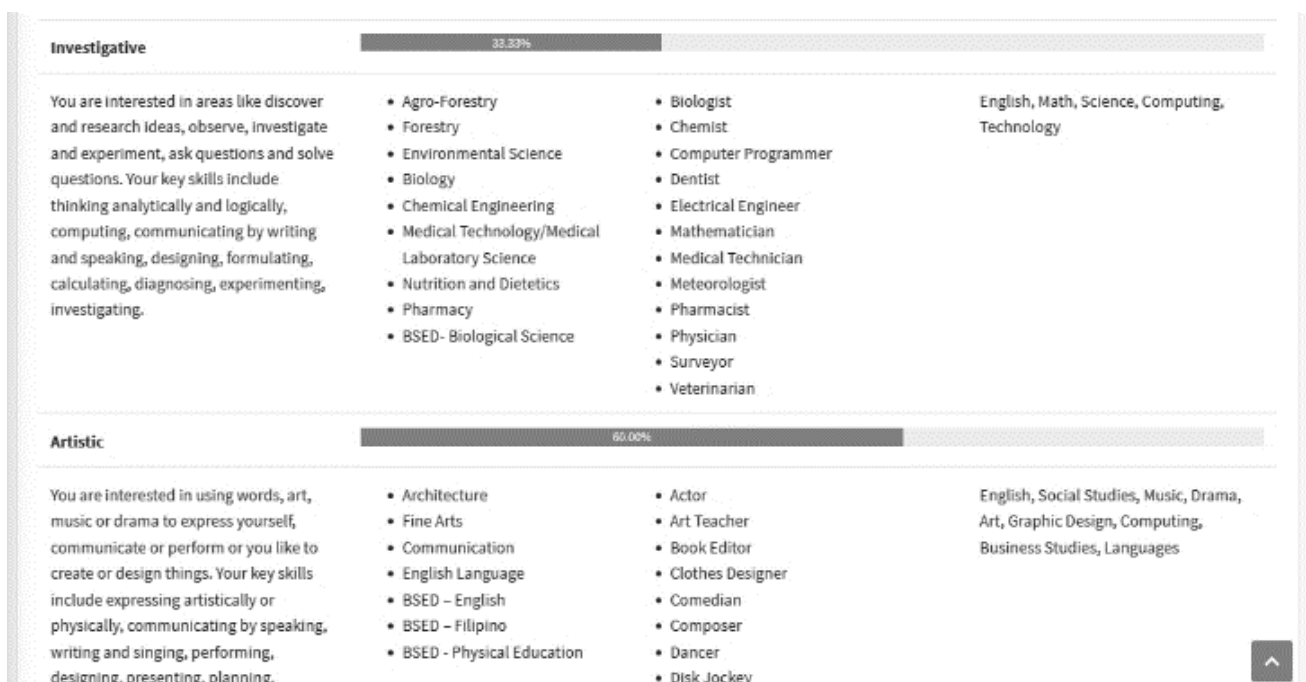 Investigative
33.33%
You are interested in areas like discover
and research ideas, observe, investigate
and experiment, ask questions and solve
questions. Your key skills include
thinking analytically and logically,
computing, communicating by writing
and speaking, designing, formulating,
calculating, diagnosing, experimenting,
investigating.
• Agro-Forestry
• Forestry
• Environmental Science
• Biology
• Chemical Engineering
• Medical Technology/Medical
Laboratory Science
• Nutrition and Dietetics
• Pharmacy
• BSED- Biological Science
• Biologist
• Chemist
• Computer Programmer
• Dentist
• Electrical Engineer
• Mathematician
• Medical Technician
• Meteorologist
• Pharmacist
• Physician
• Surveyor
• Veterinarian
English, Math, Science, Computing,
Technology
Artistic
60.00%
You are interested in using words, art,
music or drama to express yourself,
communicate or perform or you like to
create or design things. Your key skills
include expressing artistically or
physically, communicating by speaking,
writing and singing, performing,
designing, presenting, planning,
• Architecture
• Fine Arts
• Communication
• English Language
• BSED – English
• BSED – Filipino
• BSED - Physical Education
• Actor
• Art Teacher
• Book Editor
• Clothes Designer
• Comedian
• Composer
• Dancer
• Disk Jockey
English, Social Studies, Music, Drama,
Art, Graphic Design, Computing,
Business Studies, Languages